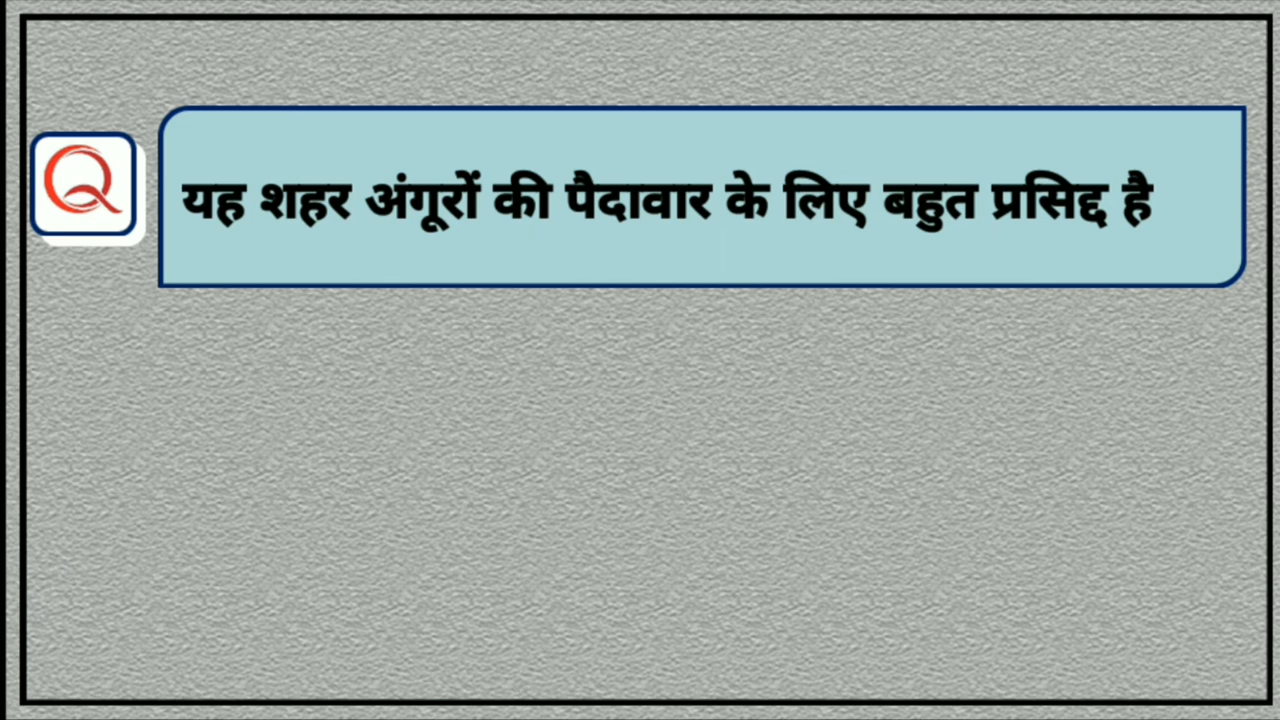 Q
यह शहर अंगूरों की पैदावार के लिए बहुत प्रसिद्द है